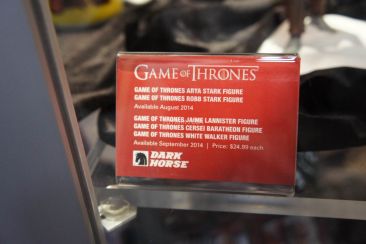 GAME OF THRONES
GAME OF THRONES ARYA STARK FIGURE
GAME OF THRONES ROBB STARK FIGURE
Available August 2014
GAME OF THRONES JAIME LANNISTER FIGURE
GAME OF THRONES CERSEI BARATHEON FIGURE
GAME OF THRONES WHITE WALKER FIGURE
Available September 2014 | Price: $24.99 each
DARK
HORSE